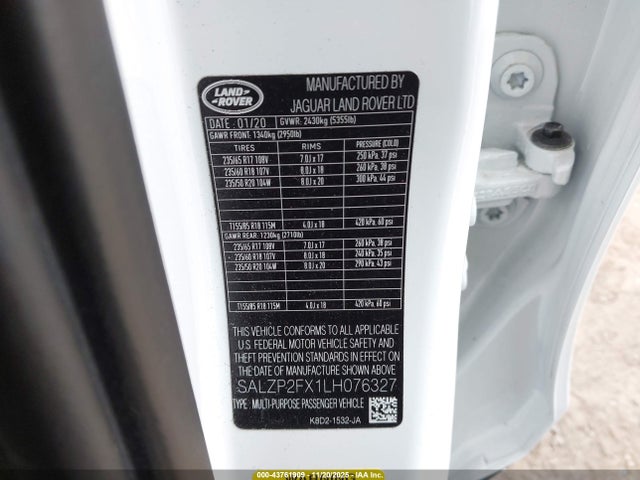 LAND ROVER
MANUFACTURED BY
JAGUAR LAND ROVER LTD
DATE : 01/20 GVWR: 2430kg (5355lb)
GAWR FRONT: 1340kg (2950lb)
TIRES RIMS PRESSURE (COLD)
235/65 R17 108V 7.0J x 17 250 kPa, 37 psi
235/60 R18 107V 8.0J x 18 260 kPa, 38 psi
235/50 R20 104W 8.0J x 20 300 kPa, 44 psi
T155/85 R18 115M 4.0J x 18 420 kPa, 60 psi
GAWR REAR: 1230kg (2710lb)
235/65 R17 108V 7.0J x 17 260 kPa, 38 psi
235/60 R18 107V 8.0J x 18 240 kPa, 35 psi
235/50 R20 104W 8.0J x 20 290 kPa, 43 psi
T155/85 R18 115M 4.0J x 18 420 kPa, 60 psi
THIS VEHICLE CONFORMS TO ALL APPLICABLE
U.S. FEDERAL MOTOR VEHICLE SAFETY AND
THEFT PREVENTION STANDARDS IN EFFECT ON
THE DATE OF MANUFACTURE SHOWN ABOVE
SALZP2FX1LH076327
TYPE : MULTI-PURPOSE PASSENGER VEHICLE
K8D2-1532-JA
000-43761909 - 11/20/2025 - IAAI